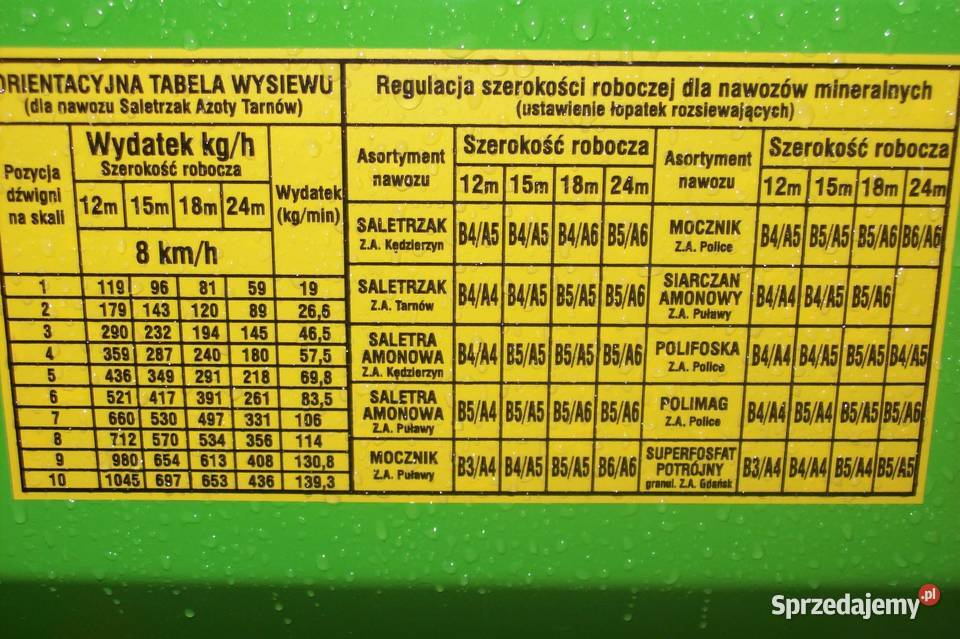 ORIENTACYJNA TABELA WYSIEWU
(dla nawozu Saletrzak Azoty Tarnów)
Pozycja dźwigni na skali
Wydatek kg/h
Szerokość robocza
12m 15m 18m 24m
8 km/h
Wydatek (kg/min)
1 119 96 81 59 19
2 179 143 120 89 26,6
3 290 232 194 145 46,5
4 359 287 240 180 57,5
5 436 349 291 218 69,8
6 521 417 391 261 83,5
7 660 530 497 331 106
8 712 570 534 356 114
9 980 654 613 408 130,8
10 1045 697 653 436 139,3
Regulacja szerokości roboczej dla nawozów mineralnych
(ustawienie łopatek rozsiewających)
Asortyment nawozu
Szerokość robocza
12m 15m 18m 24m
SALETRZAK
Z.A. Kędzierzyn
B4/A5 B4/A5 B4/A6 B5/A6
SALETRZAK
Z.A. Tarnów
B4/A4 B4/A5 B5/A5 B5/A6
SALETRA
AMONOWA
Z.A. Kędzierzyn
B4/A4 B5/A5 B5/A5 B5/A6
SALETRA
AMONOWA
Z.A. Puławy
B5/A4 B5/A5 B5/A6 B5/A6
MOCZNIK
Z.A. Puławy
B3/A4 B4/A5 B5/A5 B6/A6
Asortyment nawozu
Szerokość robocza
12m 15m 18m 24m
MOCZNIK
Z.A. Police
B4/A5 B5/A5 B5/A6 B6/A6
SIARCZAN
AMONOWY
Z.A. Puławy
B4/A4 B4/A5 B5/A6
POLIFOSKA
Z.A. Police
B4/A4 B4/A5 B5/A5 B4/A5
POLIMAG
Z.A. Police
B4/A4 B5/A4 B5/A5 B5/A6
SUPERFOSFAT
POTRÓJNY
granul. Z.A. Gdańsk
B3/A4 B4/A4 B5/A4 B5/A5
Sprzedajemy.pl